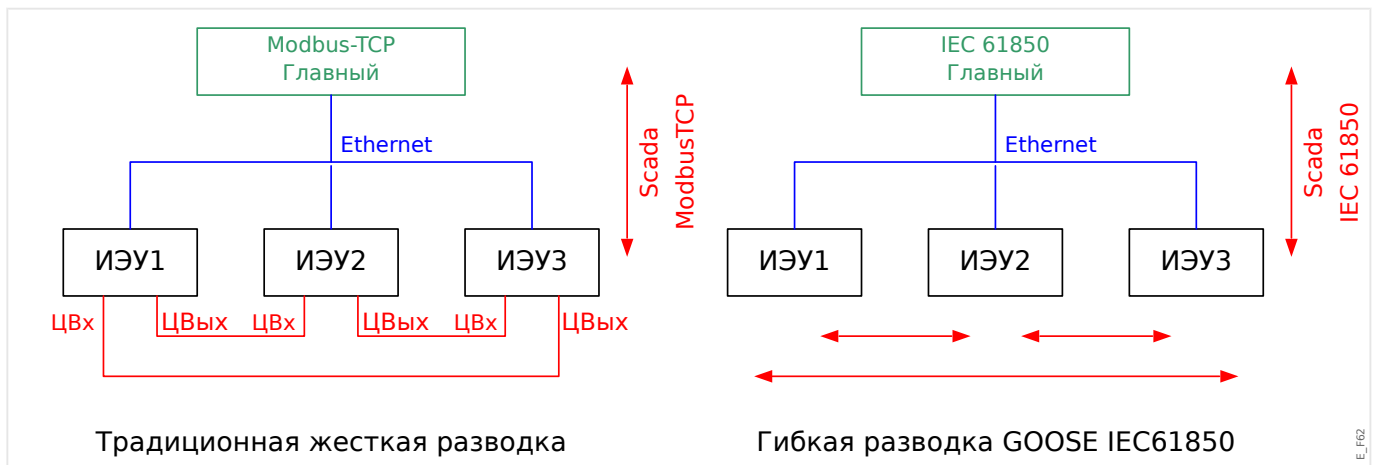 Modbus-TCP
Главный
Ethernet
Scada
ModbusTCP
ИЭУ1
ИЭУ2
ИЭУ3
ЦВх
ЦВых
ЦВх
ЦВых
ЦВх
ЦВых
Традиционная жесткая разводка
IEC 61850
Главный
Ethernet
Scada
IEC 61850
ИЭУ1
ИЭУ2
ИЭУ3
Гибкая разводка GOOSE IEC61850
E_F62